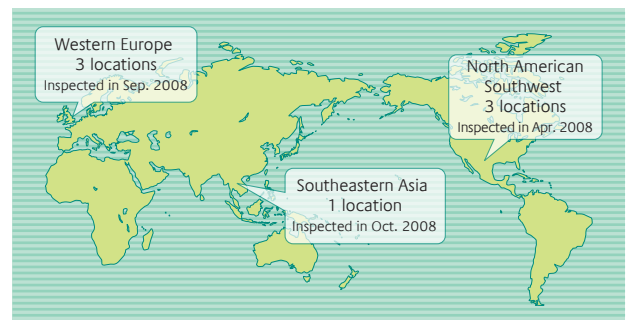 Western Europe
3 locations
Inspected in Sep. 2008
North American
Southwest
3 locations
Inspected in Apr. 2008
Southeastern Asia
1 location
Inspected in Oct. 2008